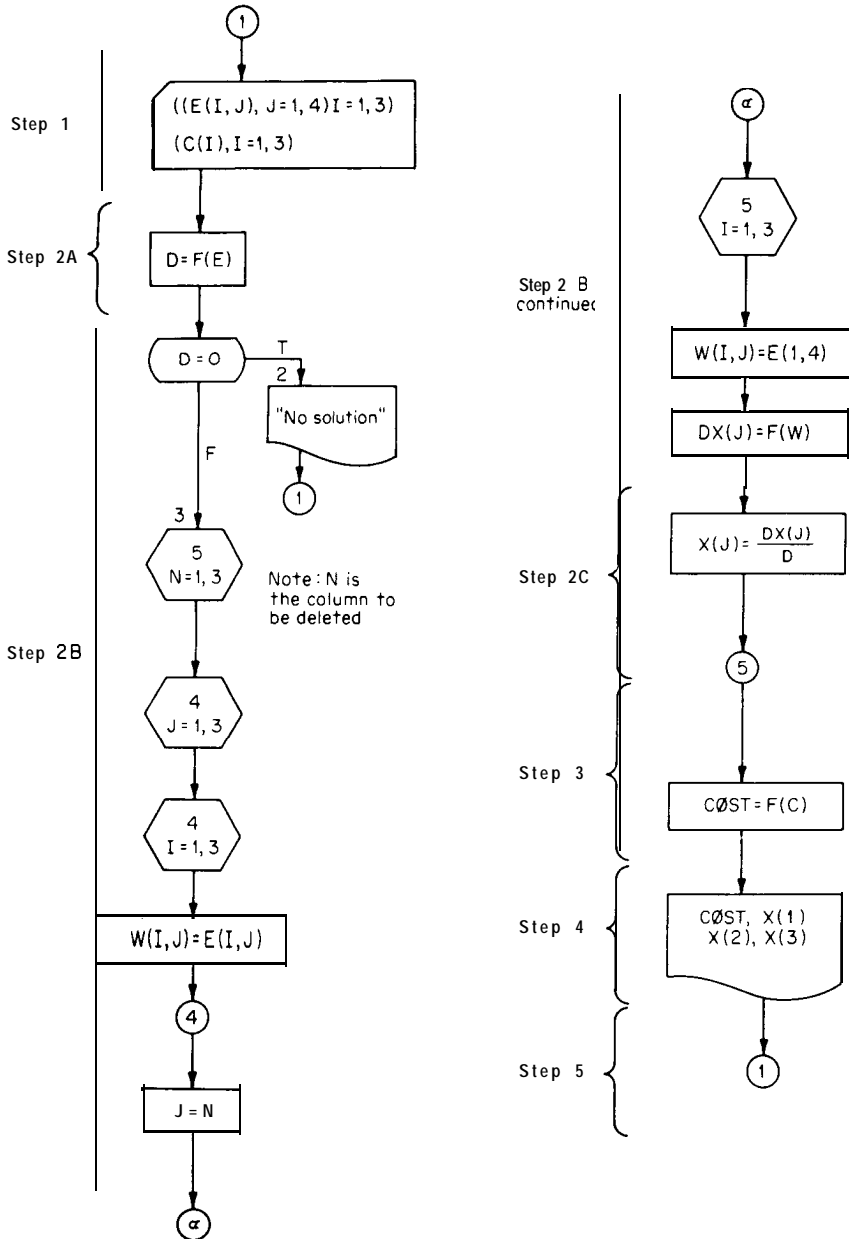 1
Step 1
((E(I,J), J=1,4)I=1,3)
(C(I),I=1,3)
Step 2A
D=F(E)
D=0
T
2
"No solution"
1
F
3
5
N=1,3
Note: N is
the column to
be deleted
Step 2B
4
J=1,3
4
I=1,3
W(I,J)=E(I,J)
4
J=N
α
α
5
I=1,3
Step 2 B
continued
W(I,J)=E(1,4)
DX(J)=F(W)
Step 2C
X(J)=DX(J)
D
5
Step 3
CØST=F(C)
Step 4
CØST, X(1)
X(2), X(3)
Step 5
1